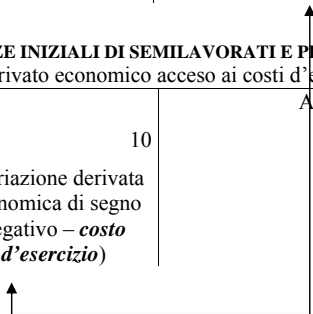 ZE INIZIALI DI SEMILAVORATI E P
rivato economico acceso ai costi d'e
A
10
riazione derivata
nomica di segno
egativo – costo
d'esercizio)